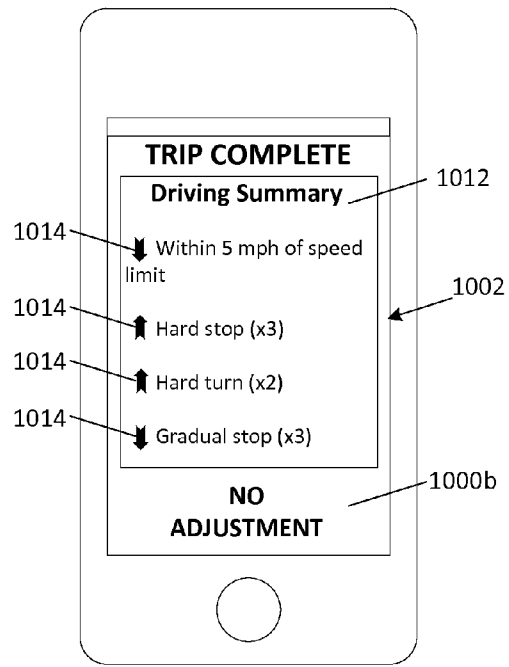 TRIP COMPLETE
Driving Summary
1012
1014
Within 5 mph of speed
limit
1014
1002
Hard stop (x3)
1014
Hard turn (x2)
1014
Gradual stop (x3)
1000b
NO
ADJUSTMENT